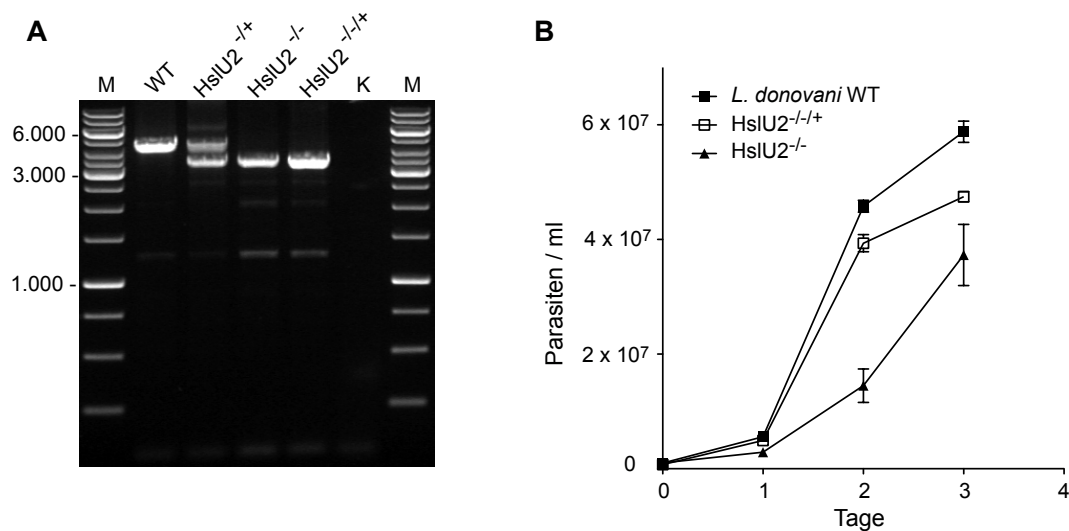 A
M WT HslU2-/+ HslU2-/- HslU2-/-/+ K M
6.000 -
3.000 -
1.000 -
B
L. donovani WT
HslU2-/-/+
HslU2-/-
Parasiten / ml
6 x 10⁷
4 x 10⁷
2 x 10⁷
0
0 1 2 3 4
Tage